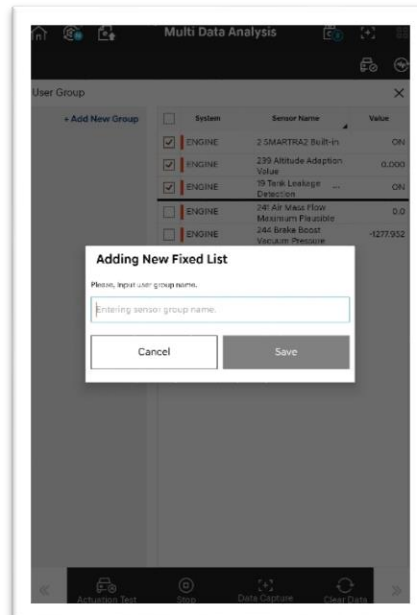 Multi Data Analysis
User Group
+ Add New Group
System Sensor Name Value
ENGINE 2 SMARTRA2 Built-in ON
ENGINE 299 Altitude Adaption Value 0.000
ENGINE 19 Tank Leakage Detection ... ON
ENGINE 241 Air Mass Flow Maximum Plausible 0.0
ENGINE 244 Brake Boost Vacuum Pressure -1277.952
Adding New Fixed List
Please, input user group name.
Entering sensor group name.
Cancel Save
Actuation Test Stop Data Capture Clear Data